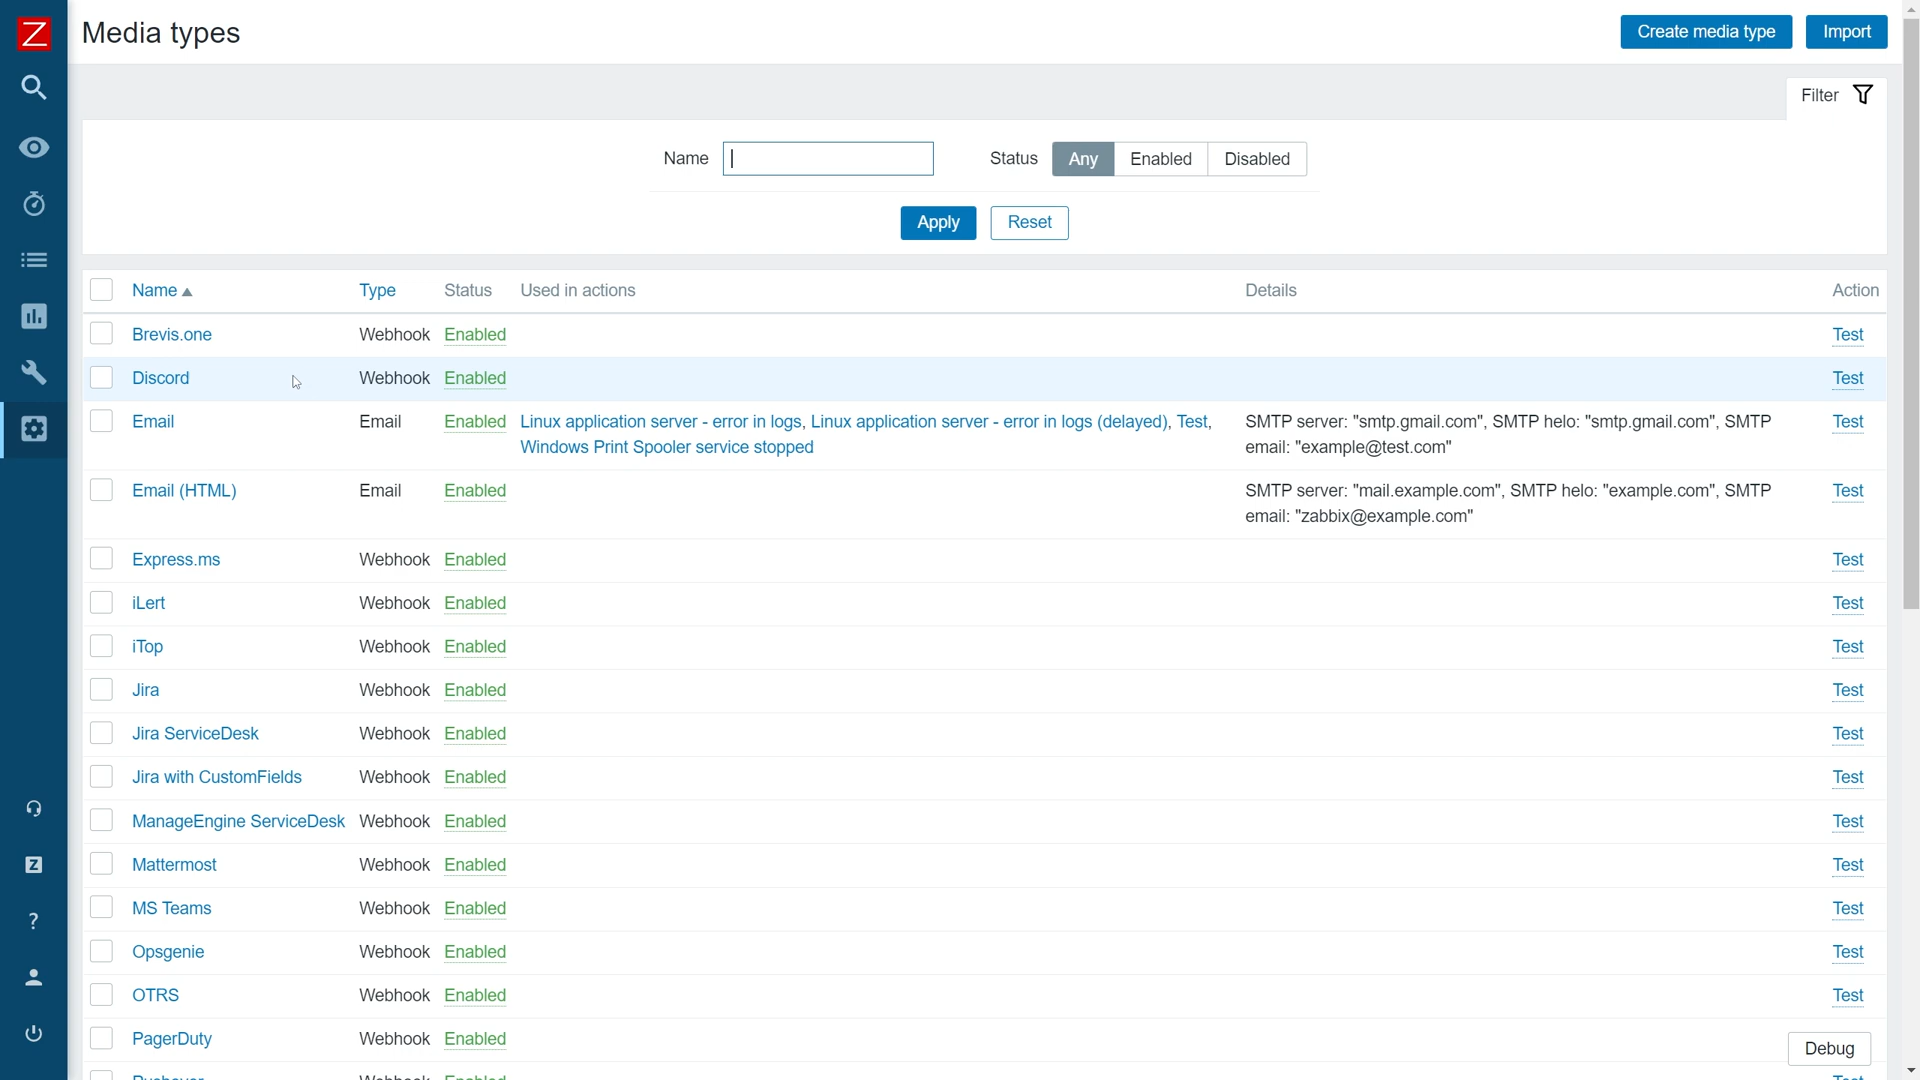 Z Media types Create media type Import
Filter
Name Status Any Enabled Disabled
Apply Reset
Name Type Status Used in actions Details Action
Brevis.one Webhook Enabled Test
Discord Webhook Enabled Test
Email Email Enabled Linux application server - error in logs, Linux application server - error in logs (delayed), Test, SMTP server: "smtp.gmail.com", SMTP helo: "smtp.gmail.com", SMTP Test
Windows Print Spooler service stopped email: "example@test.com"
Email (HTML) Email Enabled SMTP server: "mail.example.com", SMTP helo: "example.com", SMTP Test
email: "zabbix@example.com"
Express.ms Webhook Enabled Test
iLert Webhook Enabled Test
iTop Webhook Enabled Test
Jira Webhook Enabled Test
Jira ServiceDesk Webhook Enabled Test
Jira with CustomFields Webhook Enabled Test
ManageEngine ServiceDesk Webhook Enabled Test
Mattermost Webhook Enabled Test
Z
MS Teams Webhook Enabled Test
?
Opsgenie Webhook Enabled Test
OTRS Webhook Enabled Test
PagerDuty Webhook Enabled Debug